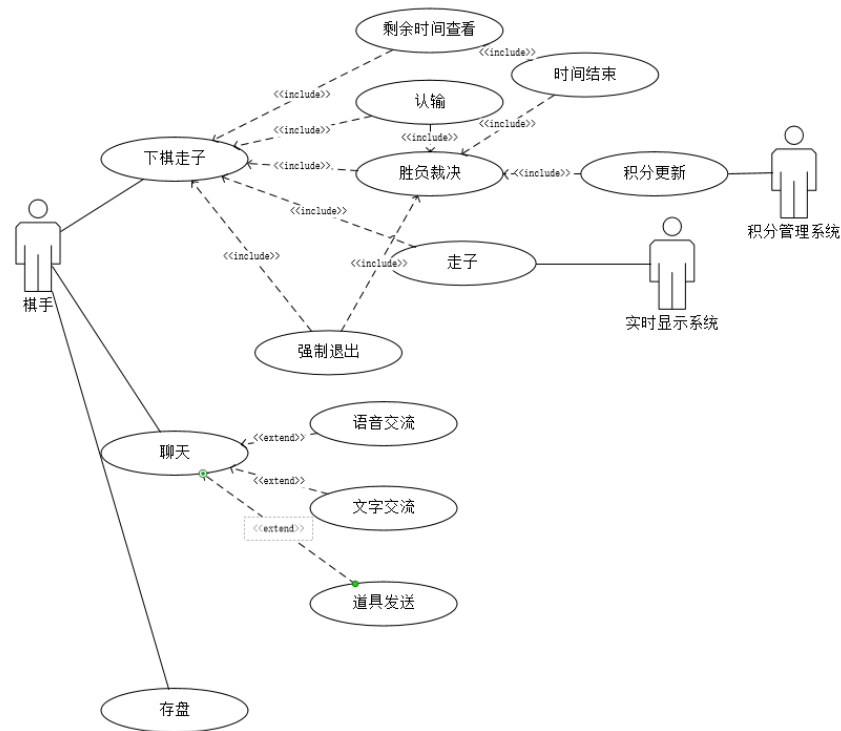 剩余时间查看
<<include>>
时间结束
<<include>>
认输
<<include>>
<<include>>
<<include>>
下棋走子
<<include>>
胜负裁决
<<include>>
积分更新
积分管理系统
<<include>>
<<include>>
<<include>>
走子
棋手
实时显示系统
强制退出
语音交流
<<extend>>
聊天
<<extend>>
文字交流
<<extend>>
道具发送
存盘